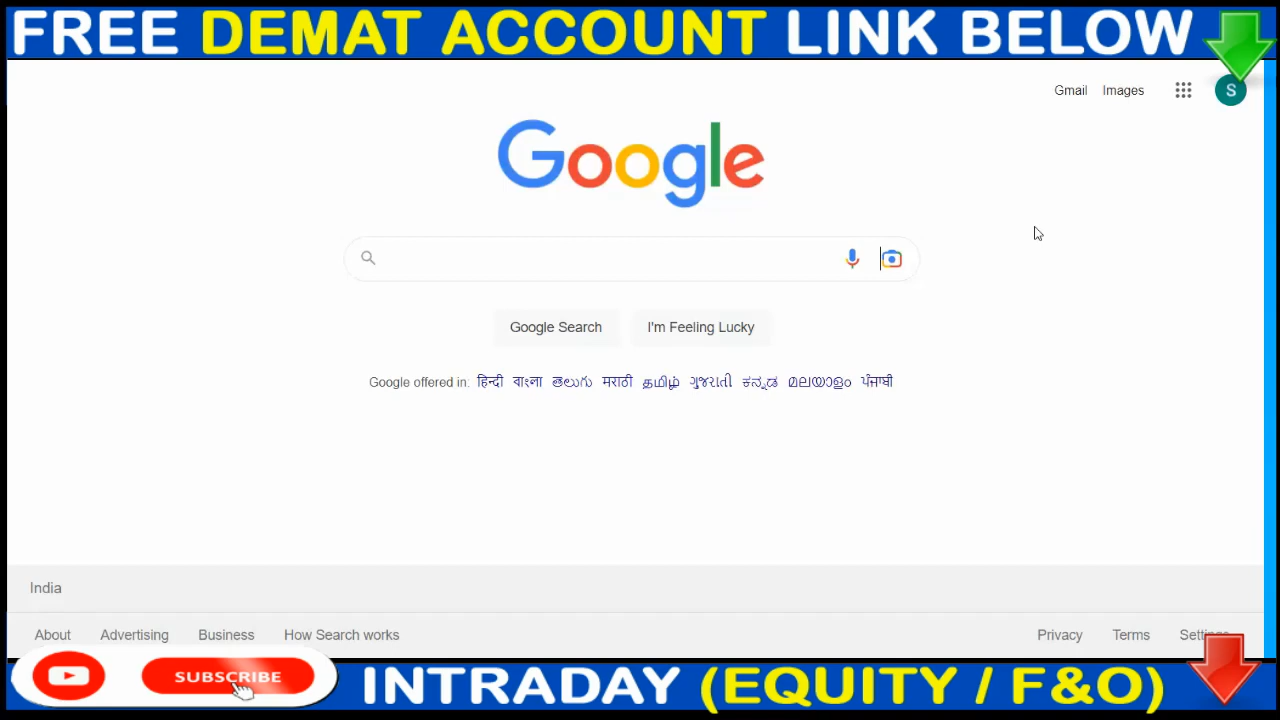 FREE DEMAT ACCOUNT LINK BELOW
Gmail Images S
Google
Google Search I'm Feeling Lucky
Google offered in: हिन्दी বাংলা తెలుగు मराठी தமிழ் ગુજરાતી ಕನ್ನಡ മലയാളം ਪੰਜਾਬੀ
India
About Advertising Business How Search works Privacy Terms Settings
SUBSCRIBE
INTRADAY (EQUITY / F&O)